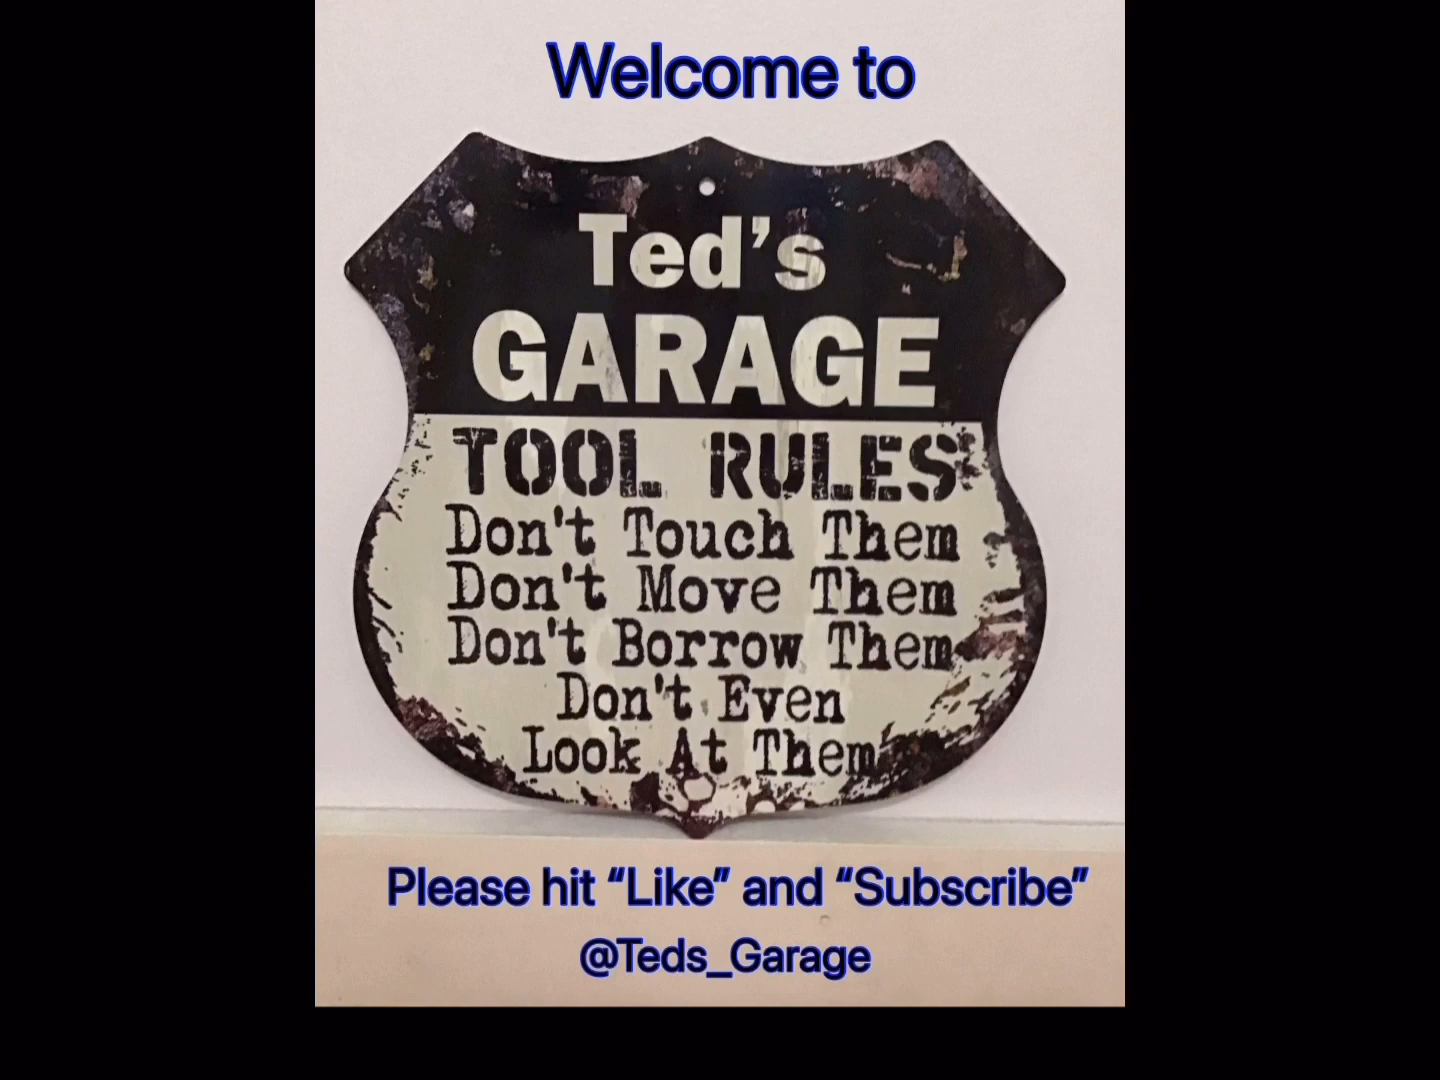 Welcome to
Ted’s
GARAGE
TOOL RULES
Don't Touch Them
Don't Move Them
Don't Borrow Them
Don't Even
Look At Them
Please hit “Like” and “Subscribe”
@Teds_Garage